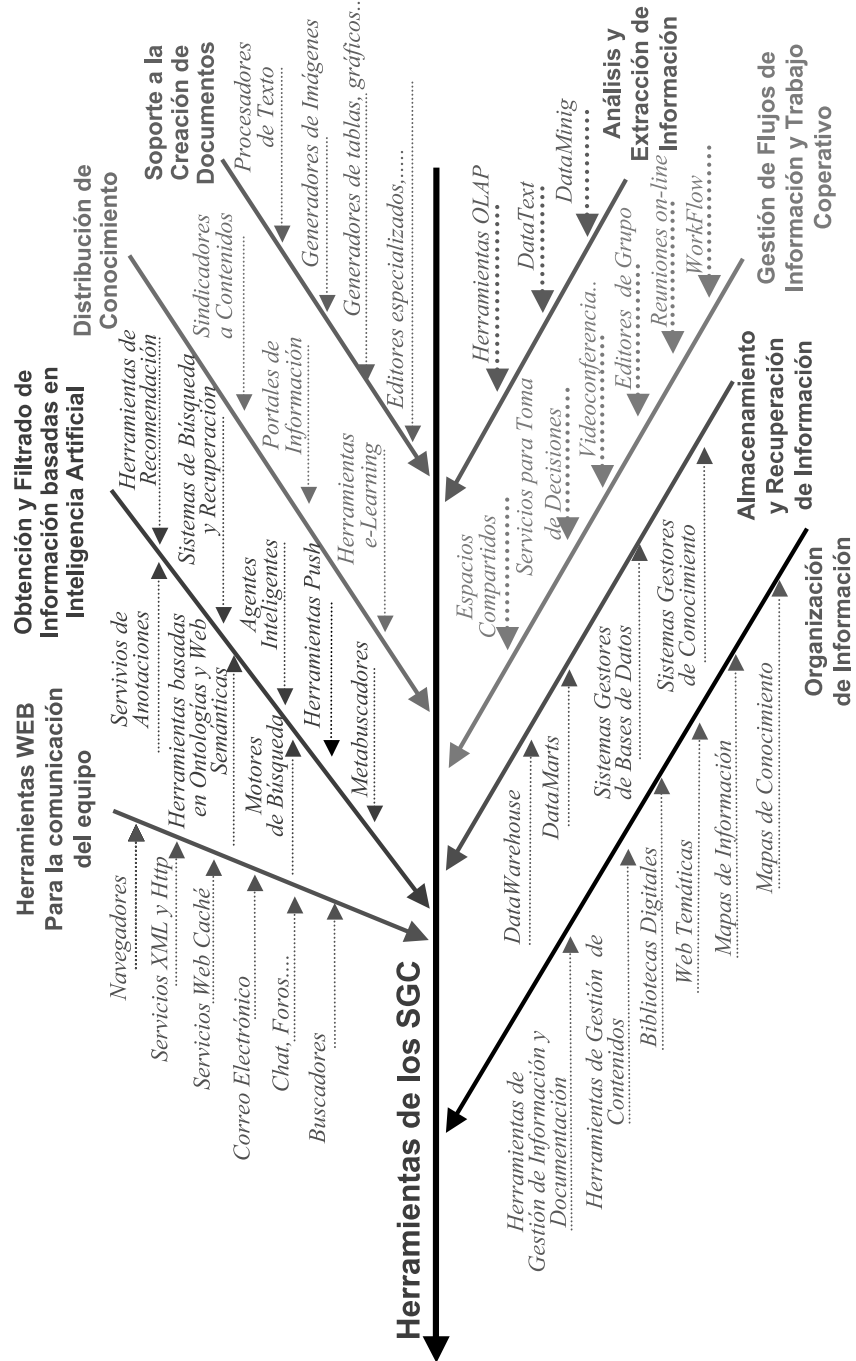 Herramientas WEB
Para la comunicación
del equipo
Navegadores
Servicios XML y Http
Servicios Web Caché
Correo Electrónico
Chat, Foros....
Buscadores
Obtención y Filtrado de
Información basadas en
Inteligencia Artificial
Servivios de
Anotaciones
Herramientas basadas
en Ontologías y Web
Semánticas
Motores
de Búsqueda
Herramientas de
Recomendación
Sistemas de Búsqueda
y Recuperación
Agentes
Inteligentes
Herramientas Push
Metabuscadores
Distribución de
Conocimiento
Sindicadores
a Contenidos
Portales de
Información
Herramientas
e-Learning
Soporte a la
Creación de
Documentos
Procesadores
de Texto
Generadores de Imágenes
Generadores de tablas, gráficos..
Editores especializados,....
Herramientas de los SGC
Herramientas de
Gestión de Información y
Documentación
Herramientas de Gestión de
Contenidos
Bibliotecas Digitales
Web Temáticas
Mapas de Información
Mapas de Conocimiento
Organización
de Información
DataWarehouse
DataMarts
Sistemas Gestores
de Bases de Datos
Sistemas Gestores
de Conocimiento
Almacenamiento
y Recuperación
de Información
Espacios
Compartidos
Servicios para Toma
de Decisiones
Videoconferencia..
Editores de Grupo
Reuniones on-line
WorkFlow
Gestión de Flujos de
Información y Trabajo
Coperativo
Herramientas OLAP
DataText
DataMinig
Análisis y
Extracción de
Información